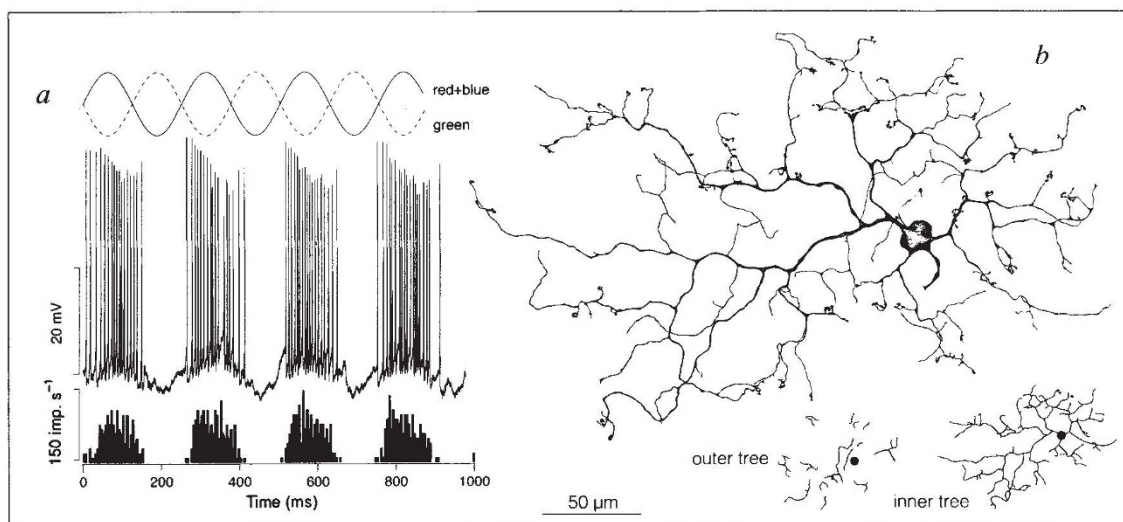 a
b
red+blue
green
20 mV
150 imp. s⁻¹
0 200 400 600 800 1000
Time (ms)
outer tree
inner tree
50 µm